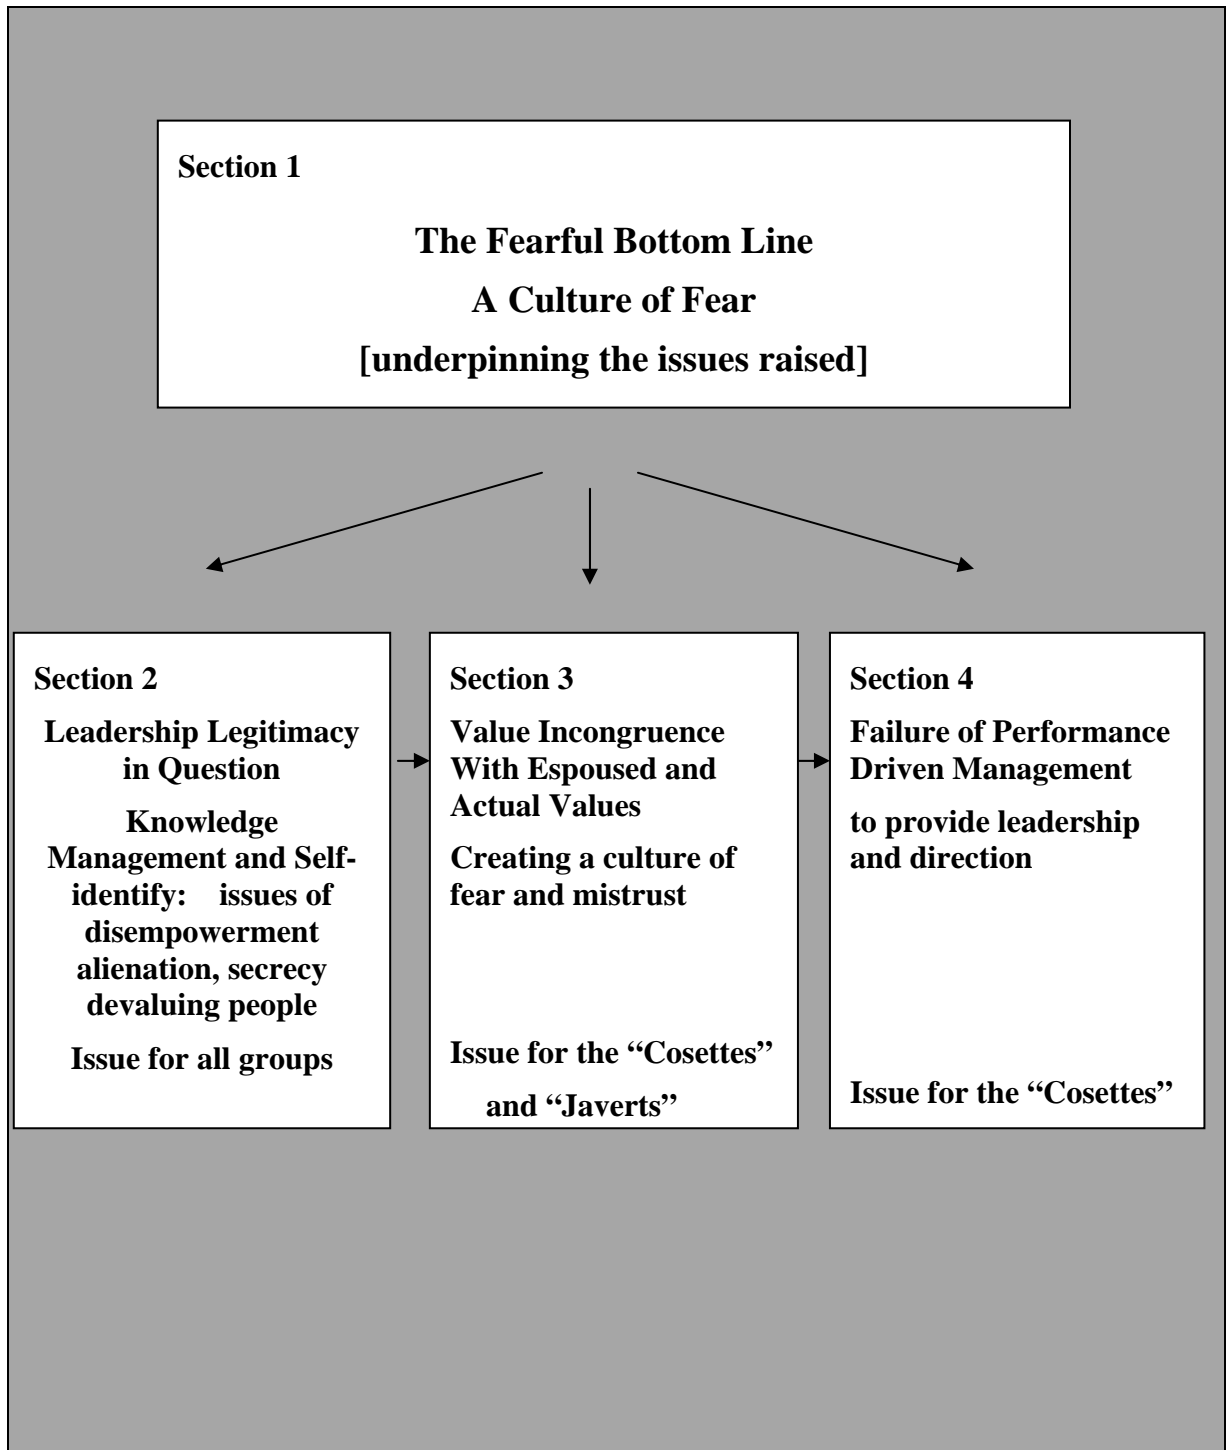 Section 1
The Fearful Bottom Line
A Culture of Fear
[underpinning the issues raised]
Section 2
Leadership Legitimacy
in Question
Knowledge
Management and Self-
identify: issues of
disempowerment
alienation, secrecy
devaluing people
Issue for all groups
Section 3
Value Incongruence
With Espoused and
Actual Values
Creating a culture of
fear and mistrust
Issue for the “Cosettes”
and “Javerts”
Section 4
Failure of Performance
Driven Management
to provide leadership
and direction
Issue for the “Cosettes”